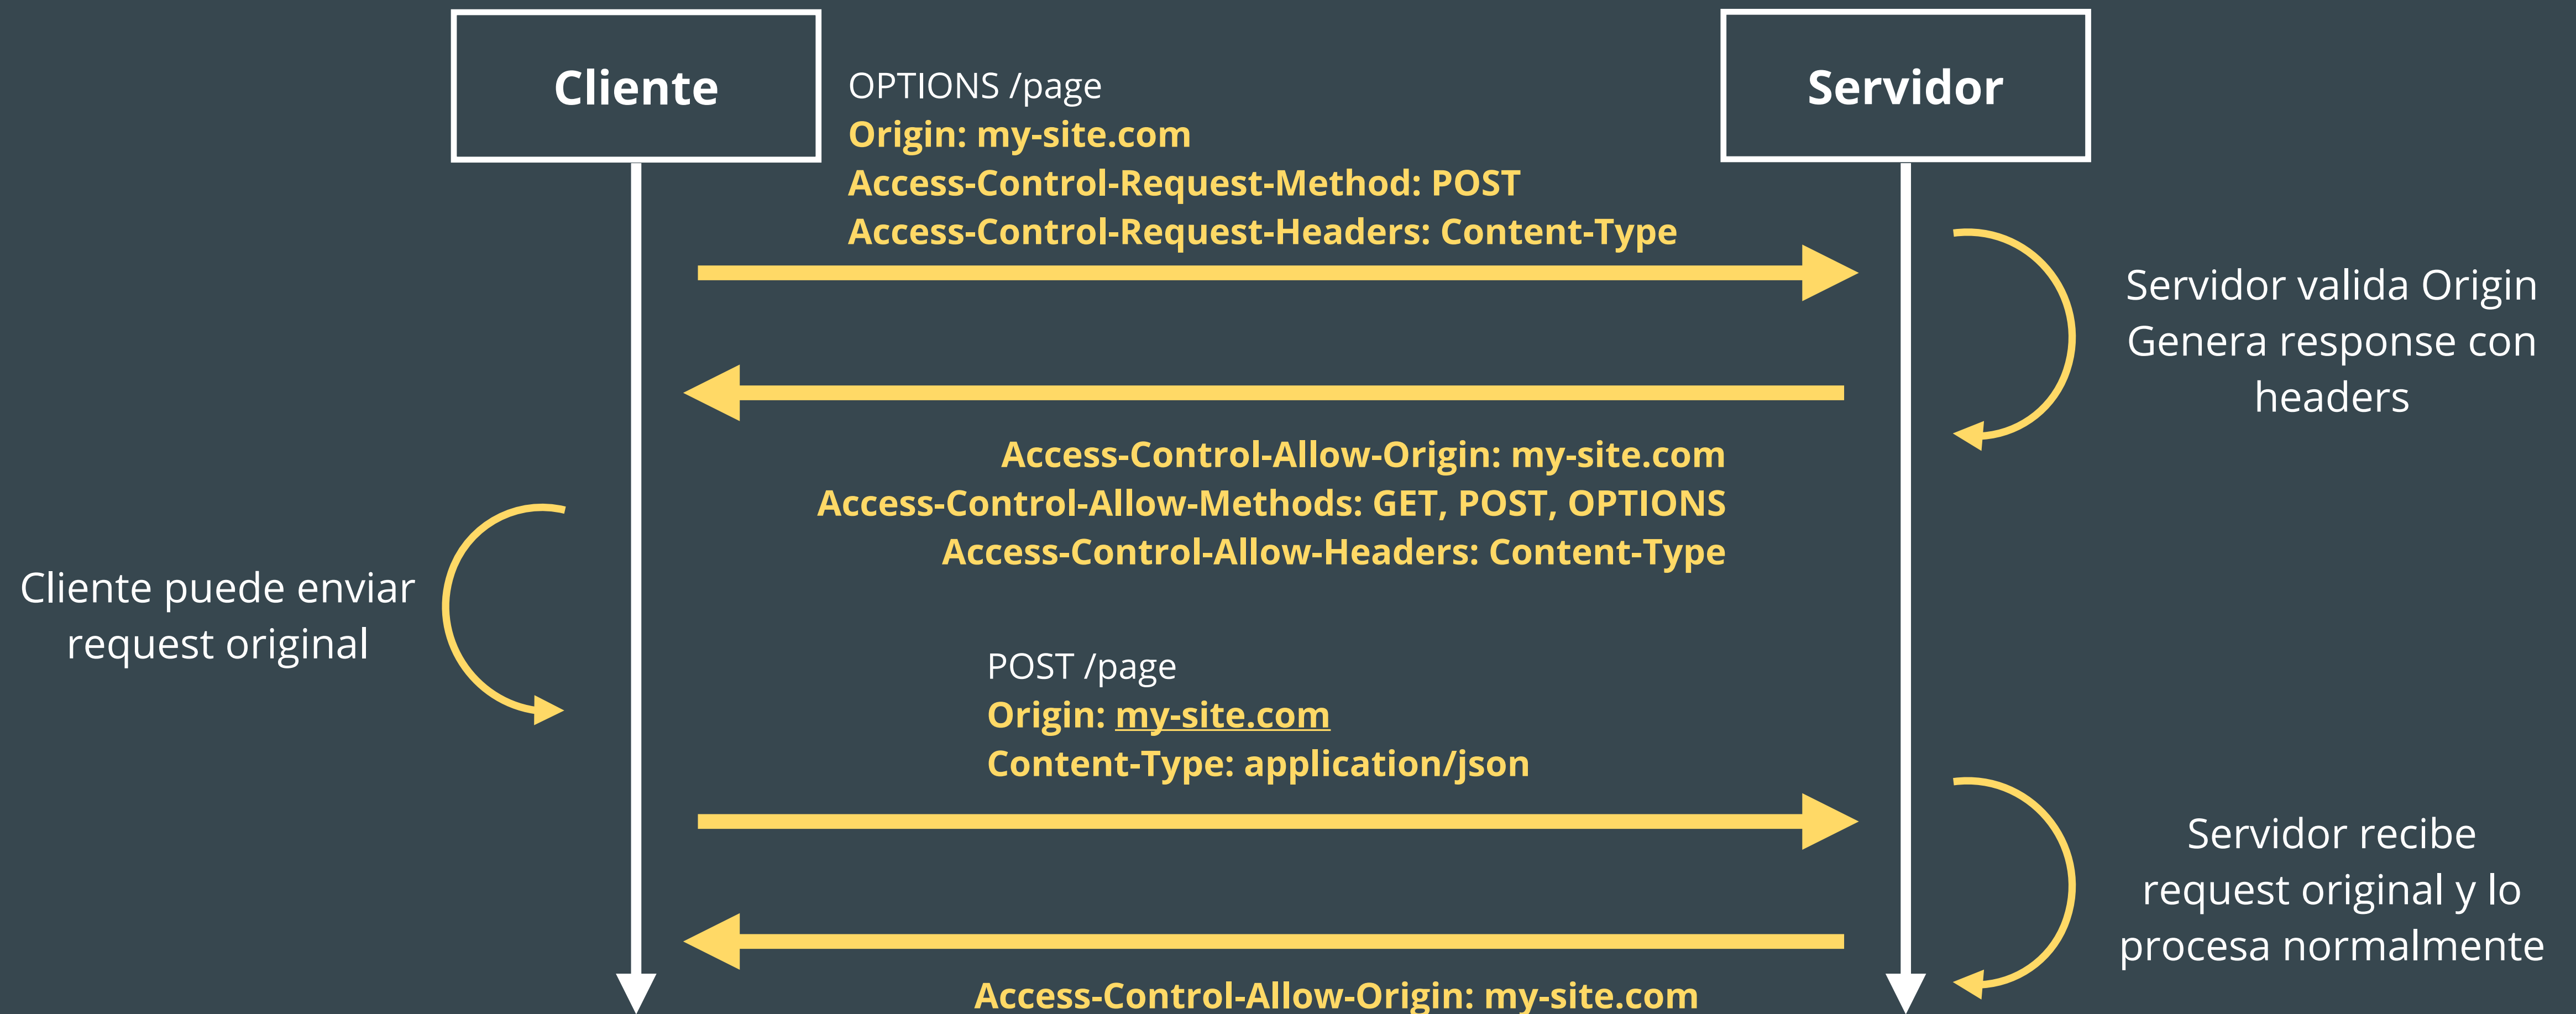 Cliente
Servidor
OPTIONS /page
Origin: my-site.com
Access-Control-Request-Method: POST
Access-Control-Request-Headers: Content-Type
Servidor valida Origin
Genera response con
headers
Access-Control-Allow-Origin: my-site.com
Access-Control-Allow-Methods: GET, POST, OPTIONS
Access-Control-Allow-Headers: Content-Type
Cliente puede enviar
request original
POST /page
Origin: my-site.com
Content-Type: application/json
Servidor recibe
request original y lo
procesa normalmente
Access-Control-Allow-Origin: my-site.com